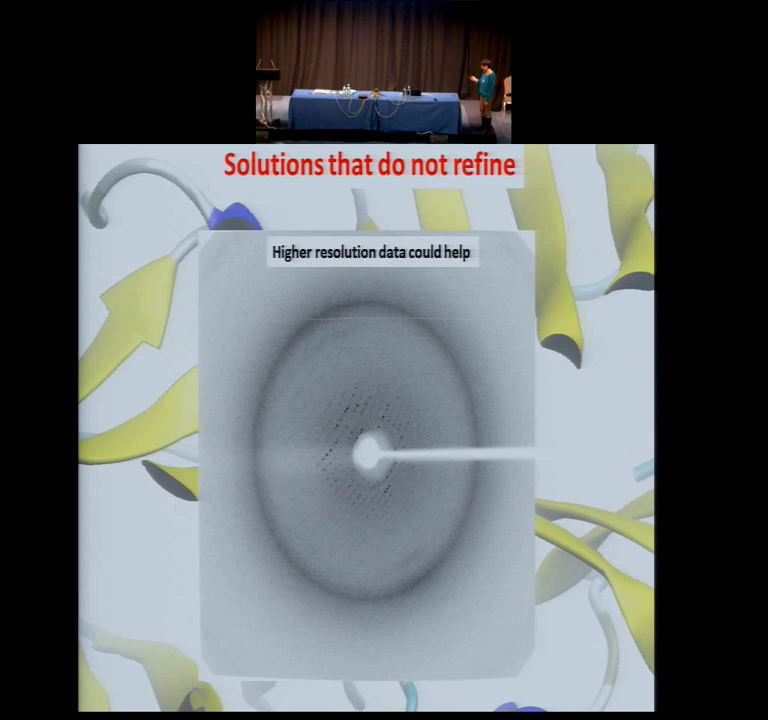 Solutions that do not refine
Higher resolution data could help